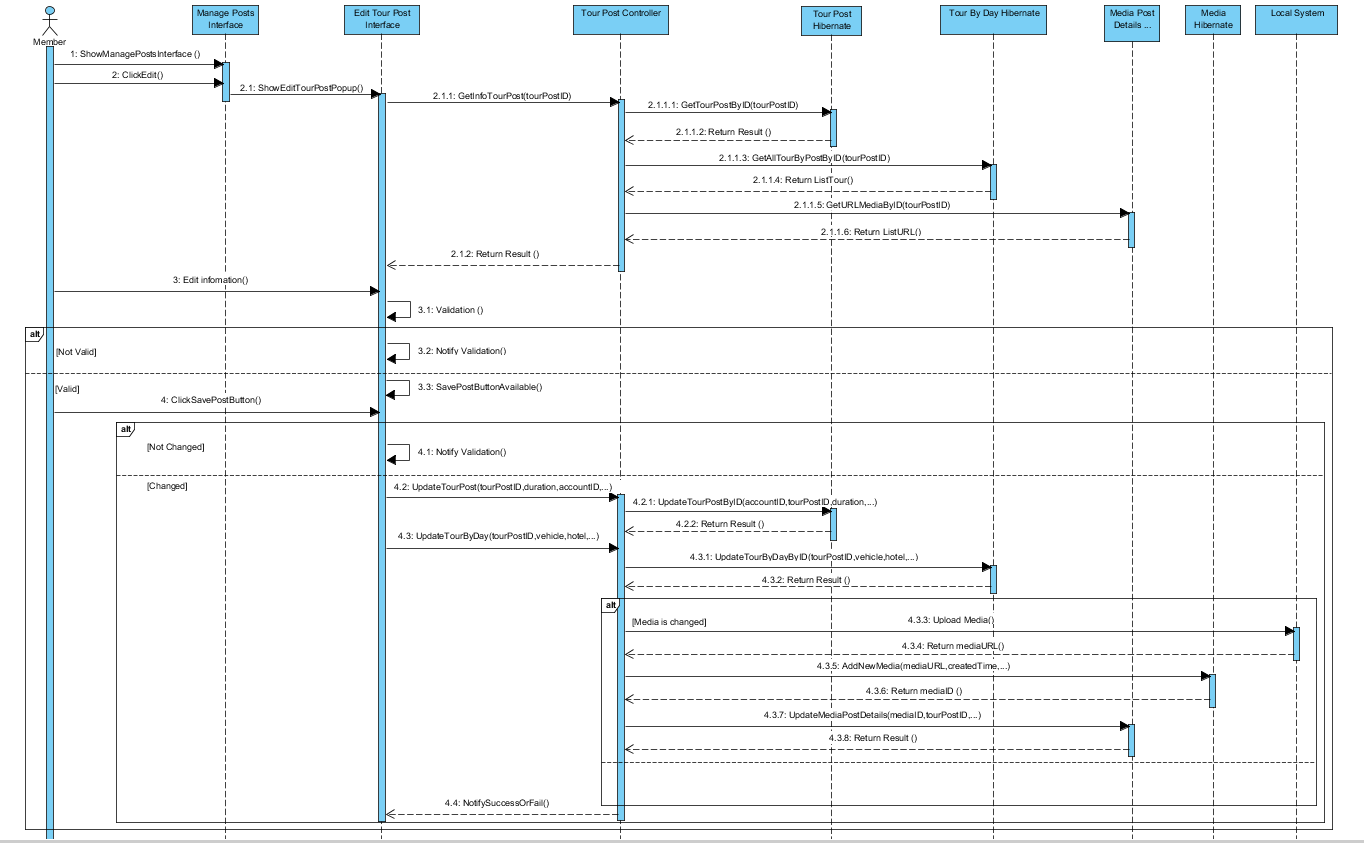 Manage Posts
Interface
Edit Tour Post
Interface
Tour Post Controller
Tour Post
Hibernate
Tour By Day Hibernate
Media Post
Details ...
Media
Hibernate
Local System
Member
1: ShowManagePostsInterface ()
2: ClickEdit()
2.1: ShowEditTourPostPopup()
2.1.1: GetInfoTourPost(tourPostID)
2.1.1.1: GetTourPostByID(tourPostID)
2.1.1.2: Return Result ()
2.1.1.3: GetAllTourByPostByID(tourPostID)
2.1.1.4: Return ListTour()
2.1.1.5: GetURLMediaByID(tourPostID)
2.1.1.6: Return ListURL()
2.1.2: Return Result ()
3: Edit infomation()
3.1: Validation ()
alt
[Not Valid]
3.2: Notify Validation()
[Valid]
3.3: SavePostButtonAvailable()
4: ClickSavePostButton()
alt
[Not Changed]
4.1: Notify Validation()
[Changed]
4.2: UpdateTourPost(tourPostID,duration,accountID,...)
4.2.1: UpdateTourPostByID(accountID,tourPostID,duration,...)
4.2.2: Return Result ()
4.3: UpdateTourByDay(tourPostID,vehicle,hotel,...)
4.3.1: UpdateTourByDayByID(tourPostID,vehicle,hotel,...)
4.3.2: Return Result ()
alt
[Media is changed]
4.3.3: Upload Media()
4.3.4: Return mediaURL()
4.3.5: AddNewMedia(mediaURL,createdTime,...)
4.3.6: Return mediaID ()
4.3.7: UpdateMediaPostDetails(mediaID,tourPostID,...)
4.3.8: Return Result ()
4.4: NotifySuccessOrFail()